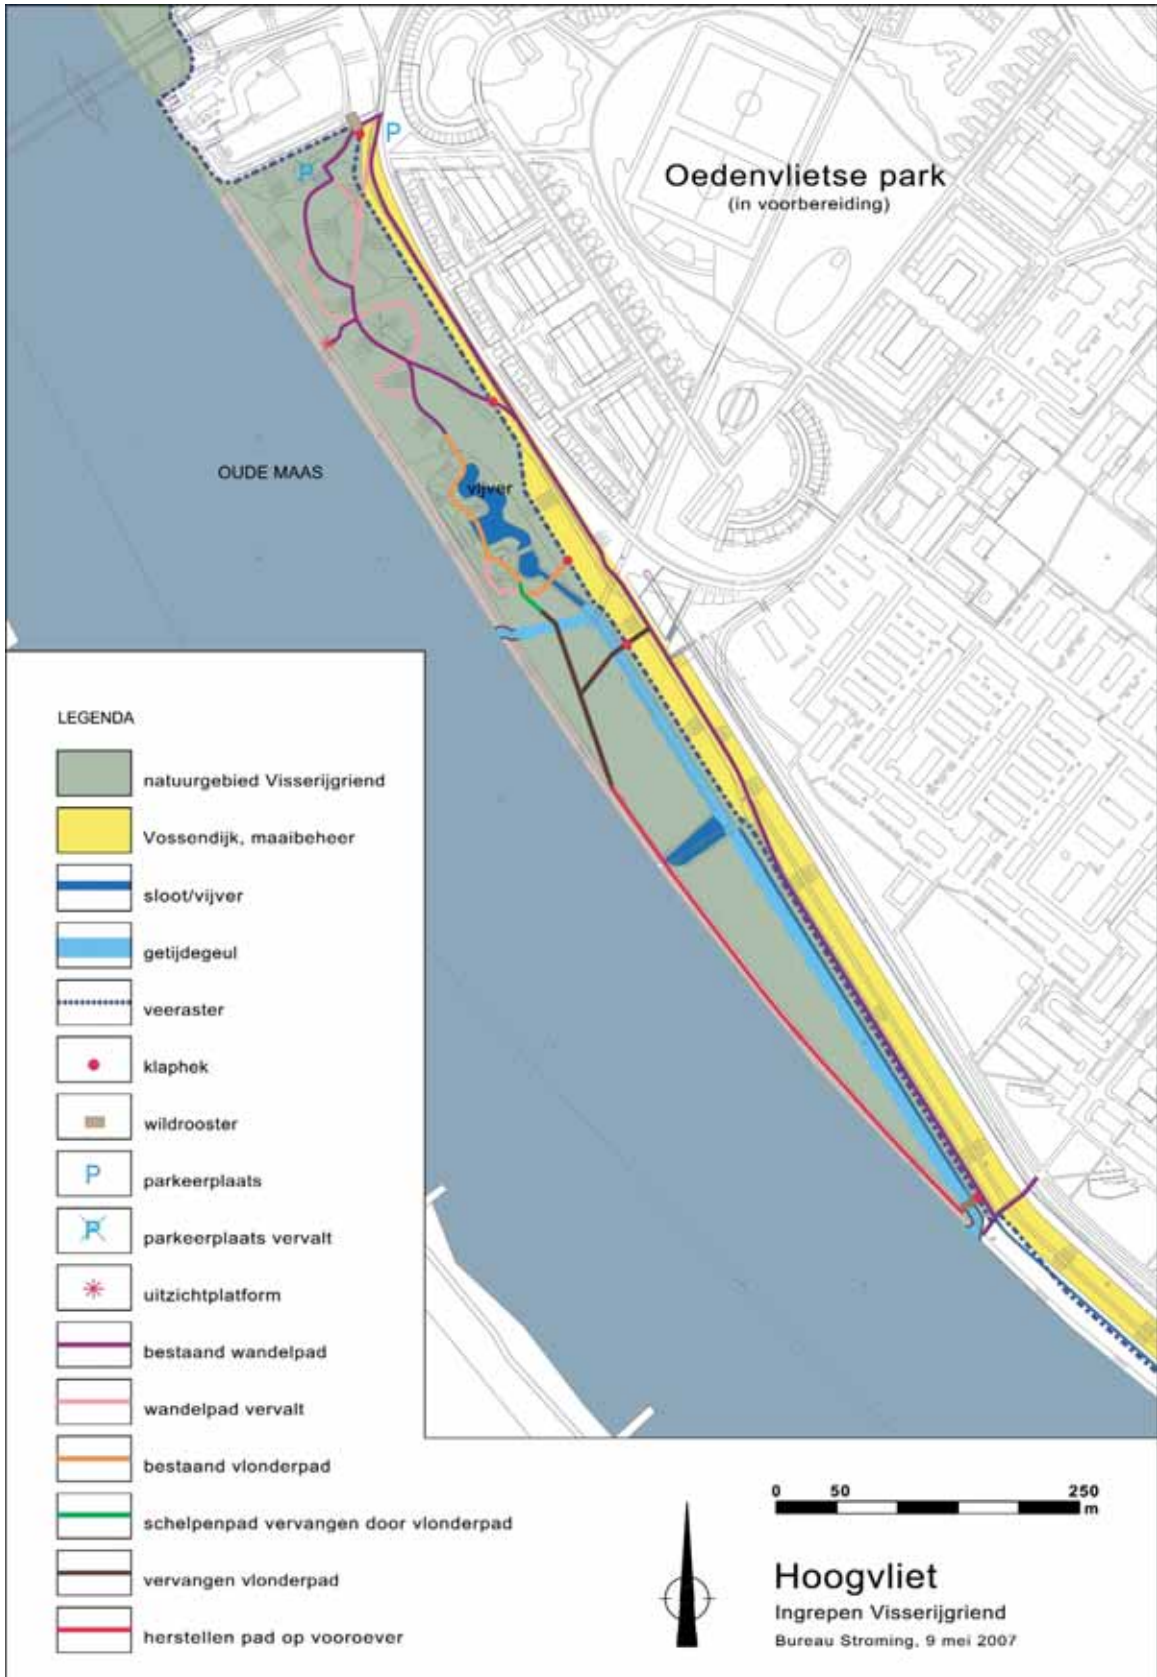 P
Oedenvlietse park
(in voorbereiding)
P
OUDE MAAS
vijver
LEGENDA
natuurgebied Visserijgriend
Vossendijk, maaibeheer
sloot/vijver
getijdegeul
veeraster
klaphek
wildrooster
P parkeerplaats
P parkeerplaats vervalt
uitzichtplatform
bestaand wandelpad
wandelpad vervalt
bestaand vlonderpad
schelpenpad vervangen door vlonderpad
vervangen vlonderpad
herstellen pad op vooroever
0 50 250
m
Hoogvliet
Ingrepen Visserijgriend
Bureau Stroming, 9 mei 2007